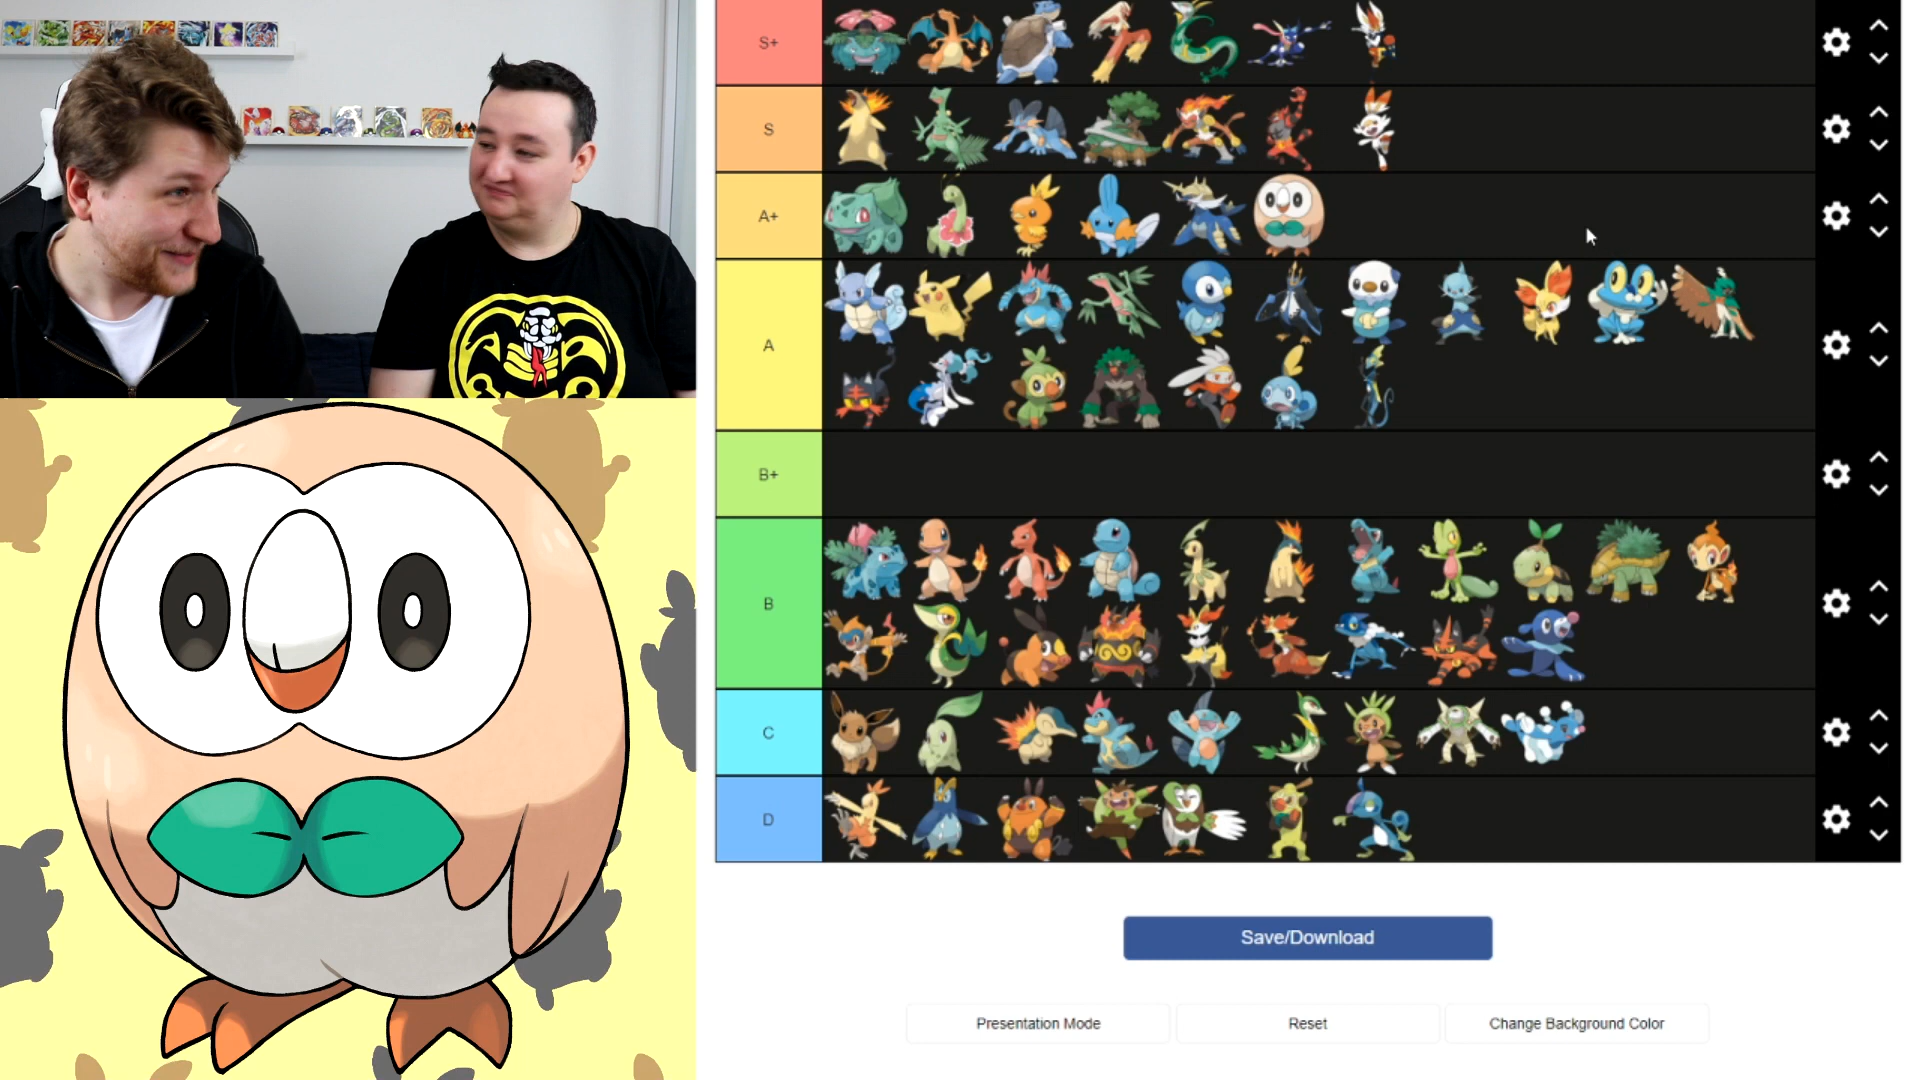 S+
S
A+
A
B+
B
C
D
Save/Download
Presentation Mode
Reset
Change Background Color